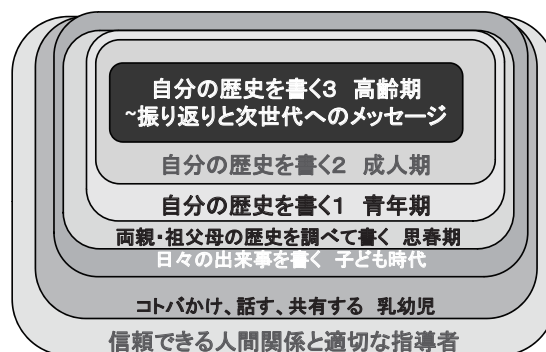 自分の歴史を書く3　高齢期
~振り返りと次世代へのメッセージ
自分の歴史を書く2　成人期
自分の歴史を書く1　青年期
両親・祖父母の歴史を調べて書く　思春期
日々の出来事を書く　子ども時代
コトバかけ、話す、共有する　乳幼児
信頼できる人間関係と適切な指導者